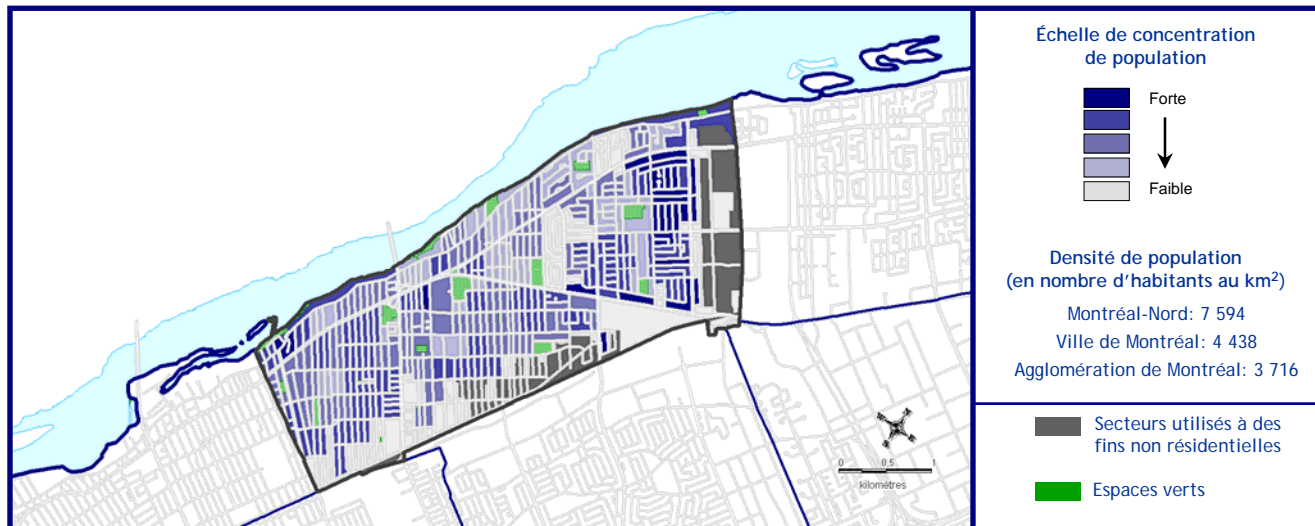 Échelle de concentration
de population
Forte
Faible
Densité de population
(en nombre d'habitants au km²)
Montréal-Nord: 7 594
Ville de Montréal: 4 438
Agglomération de Montréal: 3 716
Secteurs utilisés à des
fins non résidentielles
Espaces verts
0 0,5 1
kilomètres